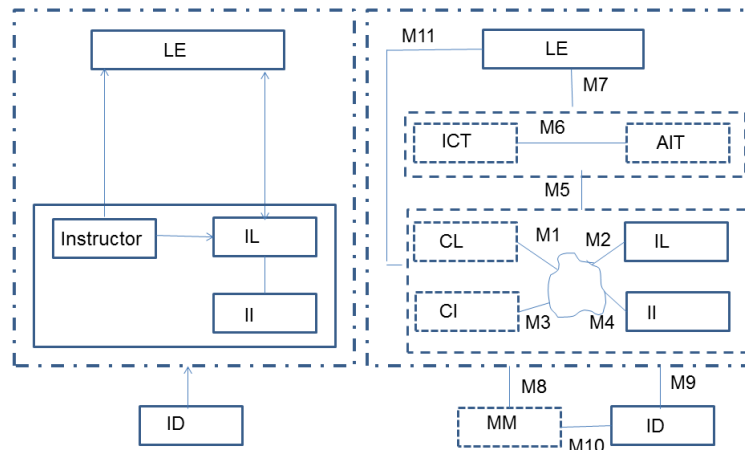 LE
Instructor
IL
II
ID
M11
LE
M7
ICT
M6
AIT
M5
CL
M1
M2
IL
CI
M3
M4
II
M8
M9
MM
M10
ID